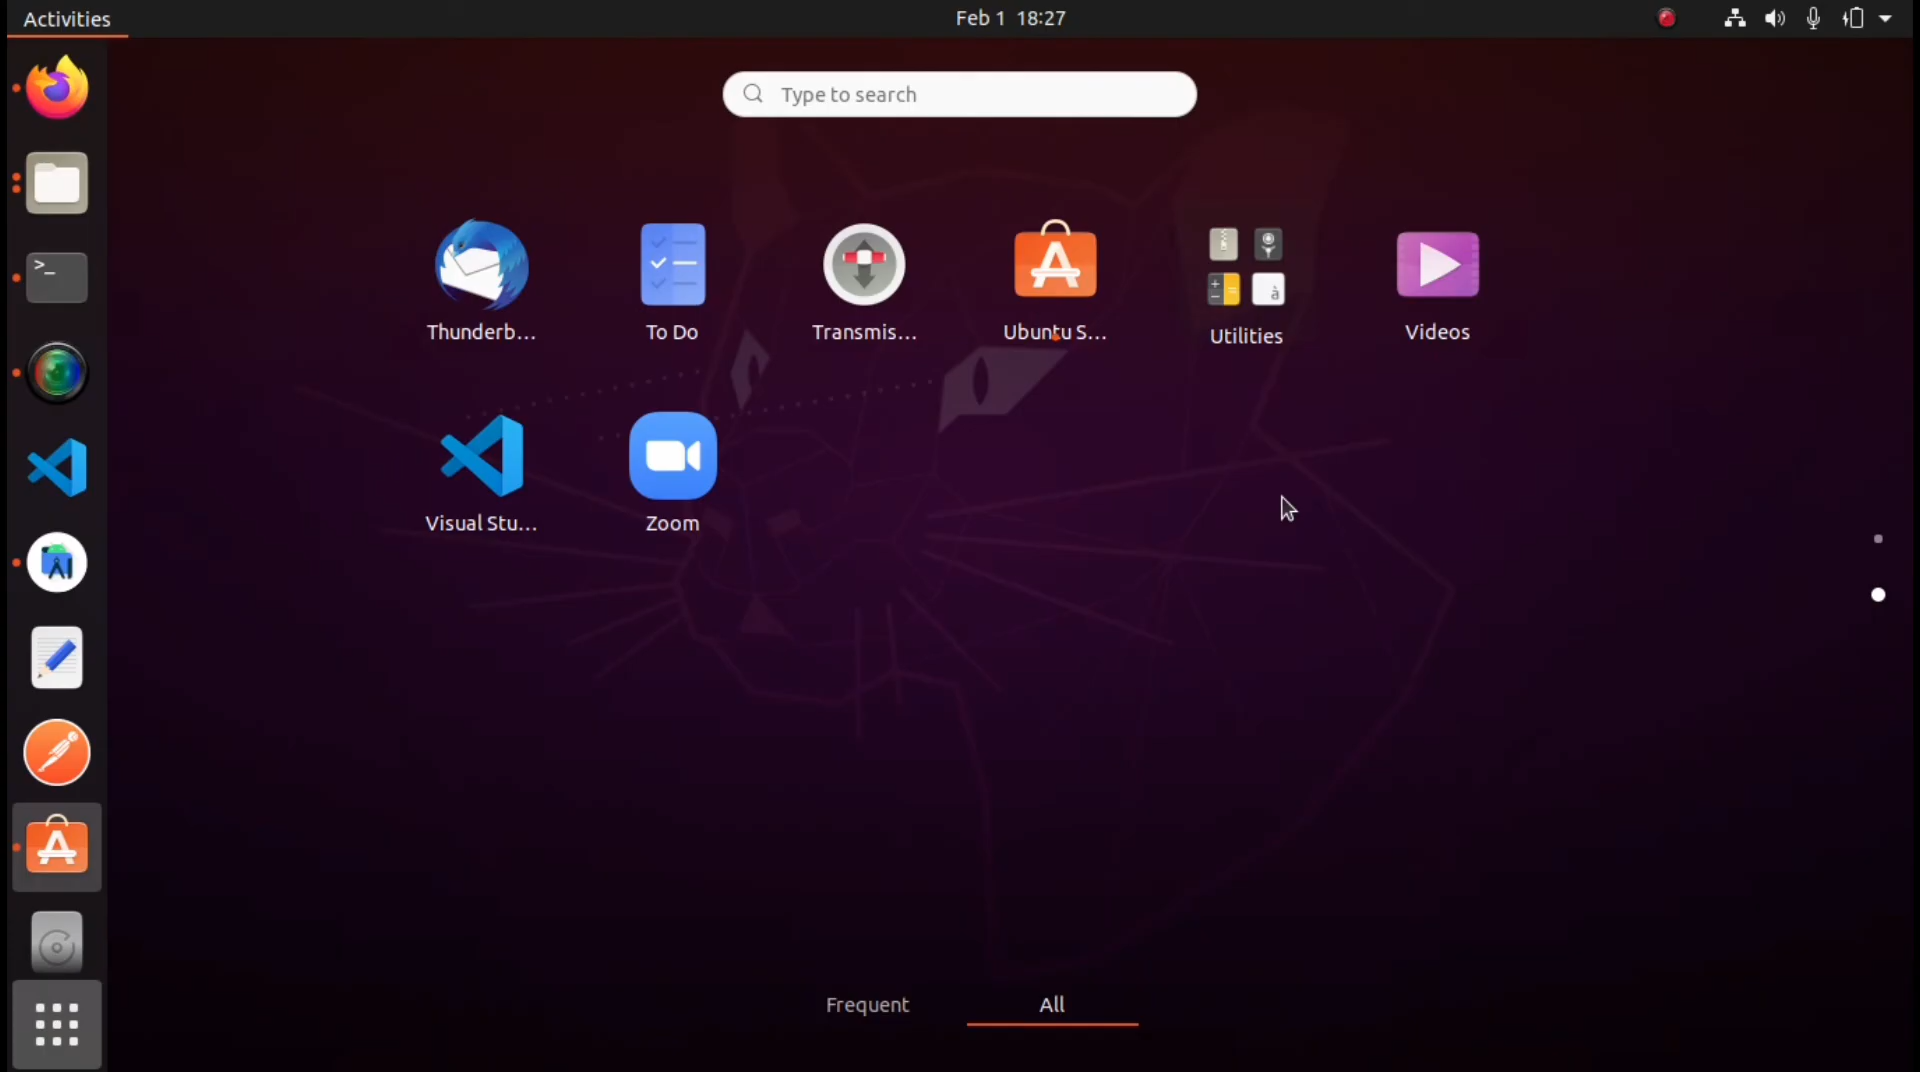 Activities
Feb 1 18:27
Type to search
Thunderb...
To Do
Transmis...
Ubuntu S...
Utilities
Videos
Visual Stu...
Zoom
Frequent
All